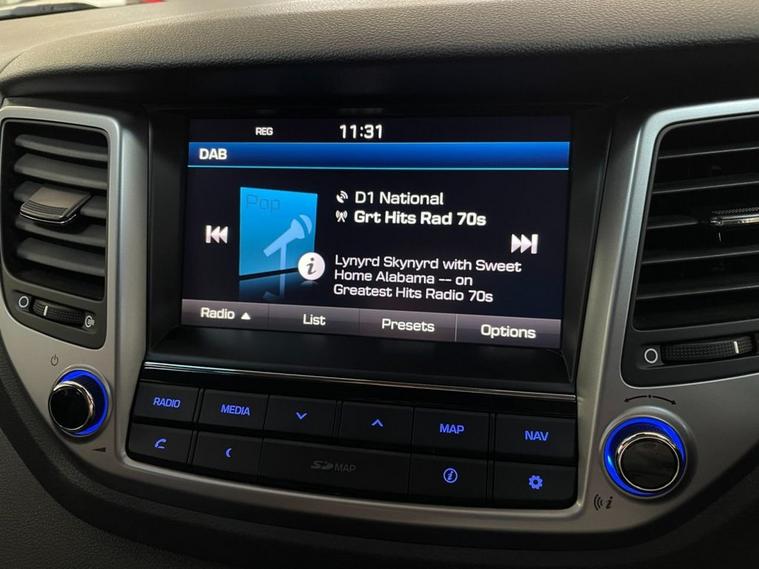 REG 11:31
DAB
Pop
D1 National
Grt Hits Rad 70s
Lynyrd Skynyrd with Sweet
Home Alabama -- on
Greatest Hits Radio 70s
Radio List Presets Options
RADIO MEDIA MAP NAV
SD MAP